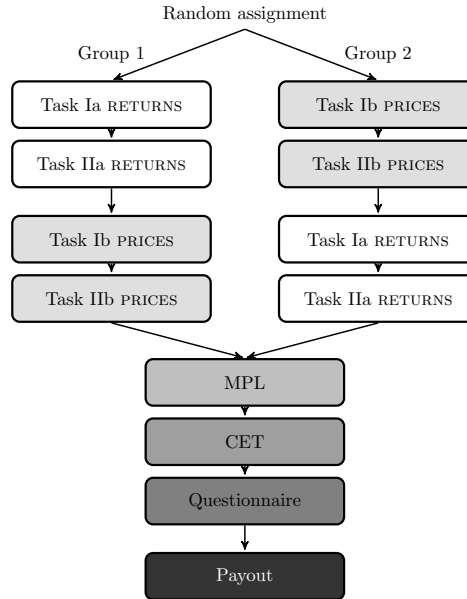 Random assignment
Group 1
Group 2
Task Ia RETURNS
Task Ib PRICES
Task IIa RETURNS
Task IIb PRICES
Task Ib PRICES
Task Ia RETURNS
Task IIb PRICES
Task IIa RETURNS
MPL
CET
Questionnaire
Payout